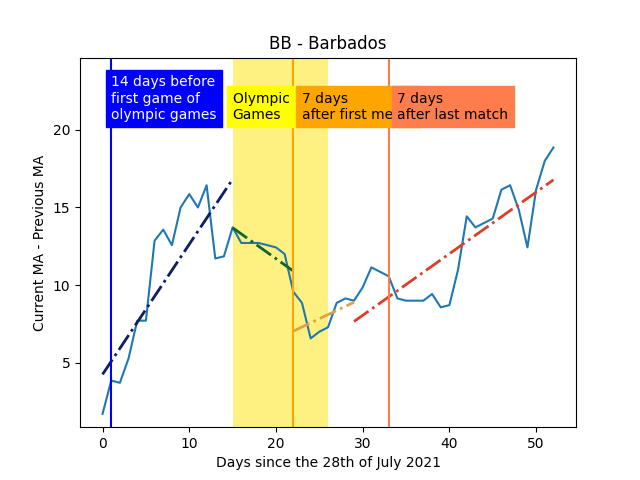 BB - Barbados
14 days before
first game of
olympic games
Olympic
Games
7 days
after first me
7 days
after last match
Current MA - Previous MA
20
15
10
5
0
10
20
30
40
50
Days since the 28th of July 2021